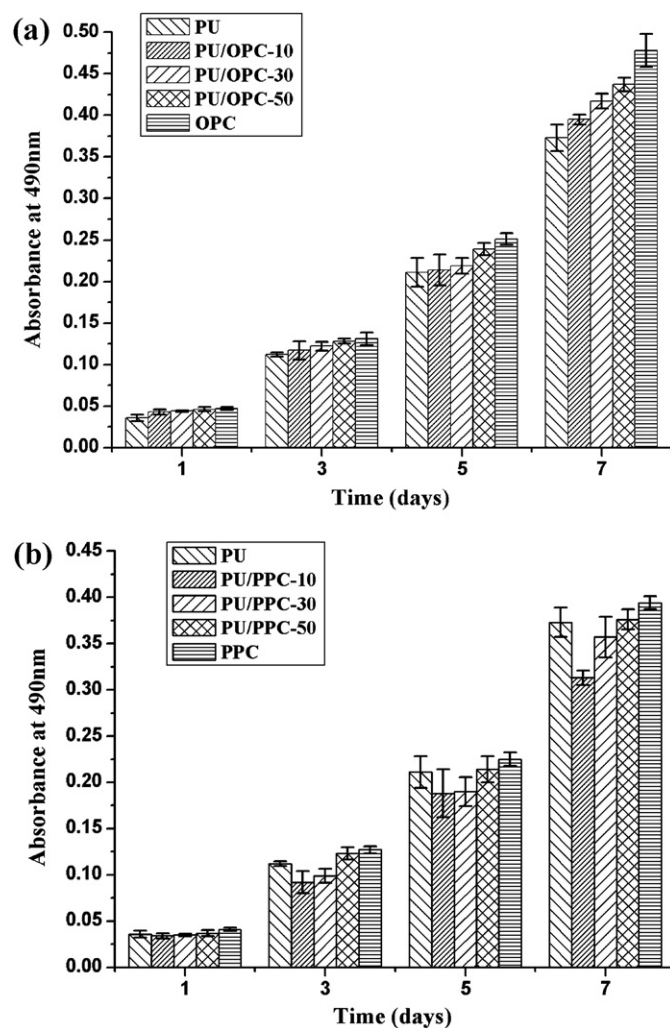 (a)
PU
PU/OPC-10
PU/OPC-30
PU/OPC-50
OPC
Absorbance at 490nm
0.50
0.45
0.40
0.35
0.30
0.25
0.20
0.15
0.10
0.05
0.00
1 3 5 7
Time (days)
(b)
PU
PU/PPC-10
PU/PPC-30
PU/PPC-50
PPC
Absorbance at 490nm
0.45
0.40
0.35
0.30
0.25
0.20
0.15
0.10
0.05
0.00
1 3 5 7
Time (days)